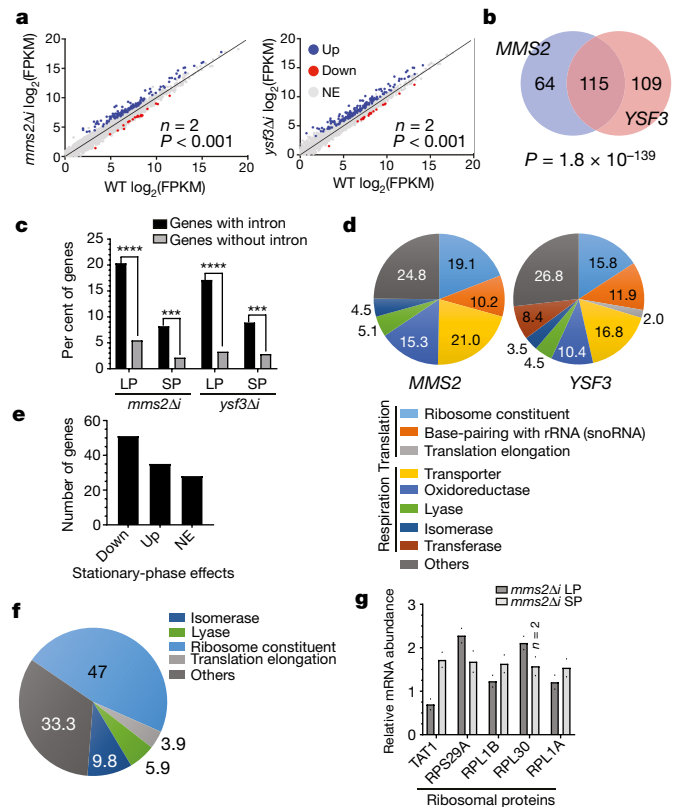 a
mms2Δi log2(FPKM)
20
15
10
5
0
n = 2
P < 0.001
0 5 10 15 20
WT log2(FPKM)
ysf3Δi log2(FPKM)
20
15
10
5
0
Up
Down
NE
n = 2
P < 0.001
0 5 10 15 20
WT log2(FPKM)
b
MMS2
64 115 109
YSF3
P = 1.8 × 10–139
c
Genes with intron
Genes without intron
Per cent of genes
25
20
15
10
5
0
**** *** **** ***
LP SP LP SP
mms2Δi ysf3Δi
d
19.1
10.2
21.0
15.3
5.1
4.5
24.8
MMS2
15.8
11.9
2.0
16.8
10.4
4.5
3.5
8.4
26.8
YSF3
Translation
Ribosome constituent
Base-pairing with rRNA (snoRNA)
Translation elongation
Respiration
Transporter
Oxidoreductase
Lyase
Isomerase
Transferase
Others
e
Number of genes
60
40
20
0
Down Up NE
Stationary-phase effects
f
47
3.9
5.9
9.8
33.3
Isomerase
Lyase
Ribosome constituent
Translation elongation
Others
g
mms2Δi LP
mms2Δi SP
Relative mRNA abundance
3
2
1
0
n = 2
TAT1 RPS29A RPL1B RPL30 RPL1A
Ribosomal proteins